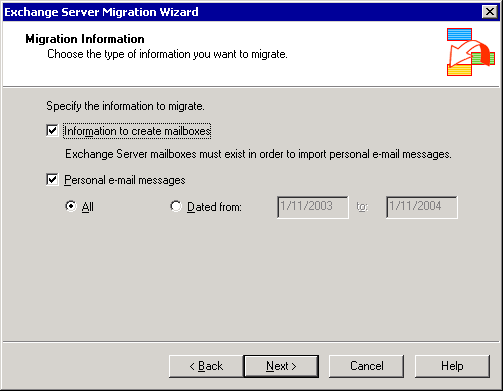 Exchange Server Migration Wizard
Migration Information
Choose the type of information you want to migrate.
Specify the information to migrate.
Information to create mailboxes
Exchange Server mailboxes must exist in order to import personal e-mail messages.
Personal e-mail messages
All Dated from: 1/11/2003 to: 1/11/2004
< Back Next > Cancel Help